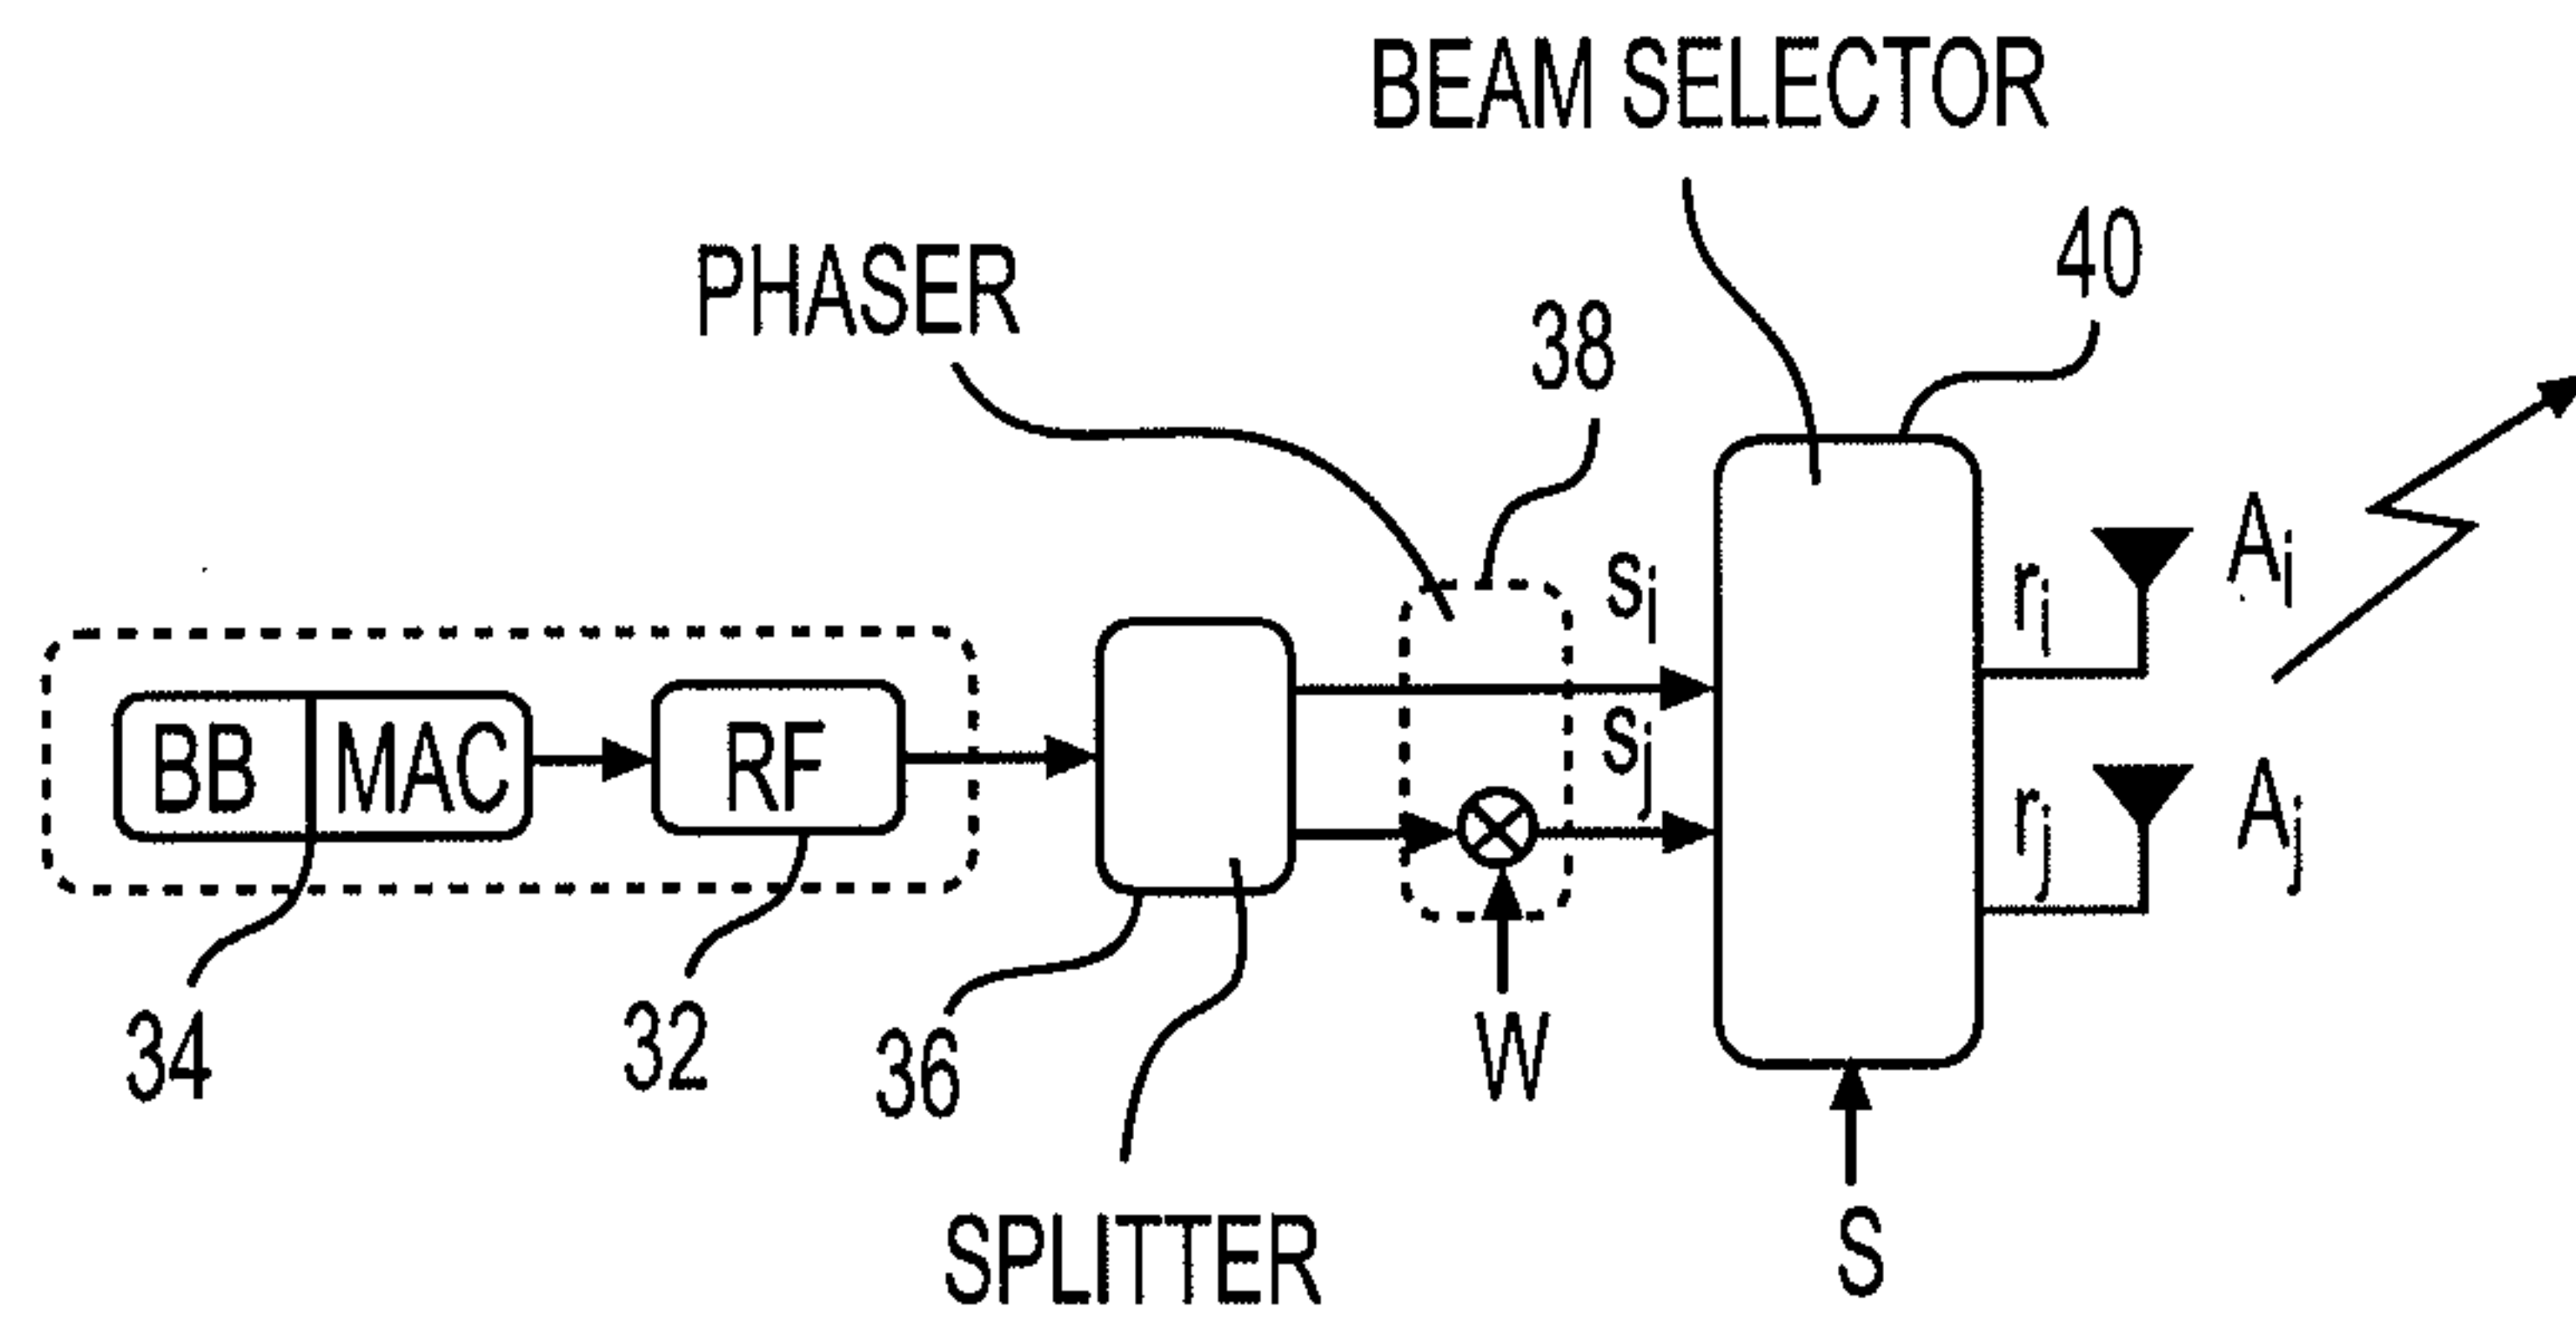 BEAM SELECTOR
PHASER
38
40
s_i
r_i
A_i
BB MAC
RF
s_j
r_j
A_j
34
32
36
W
SPLITTER
S